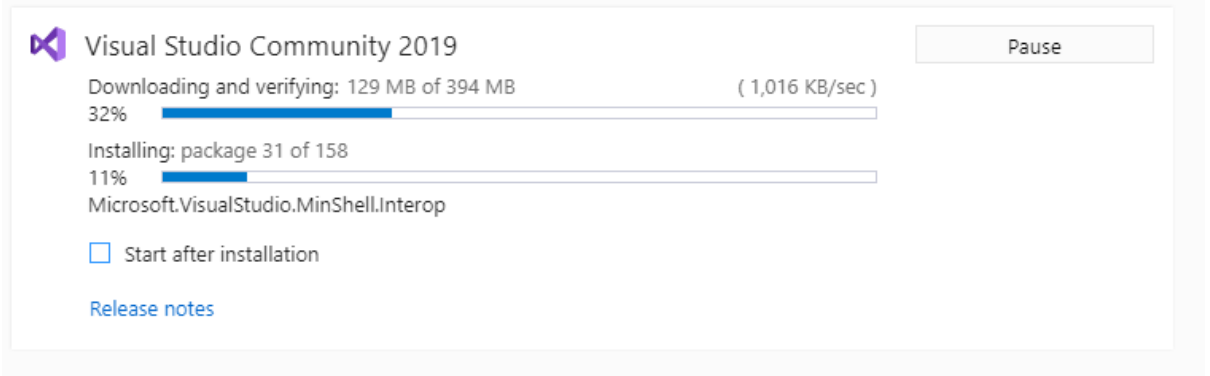 Visual Studio Community 2019
Pause
Downloading and verifying: 129 MB of 394 MB ( 1,016 KB/sec )
32%
Installing: package 31 of 158
11%
Microsoft.VisualStudio.MinShell.Interop
Start after installation
Release notes